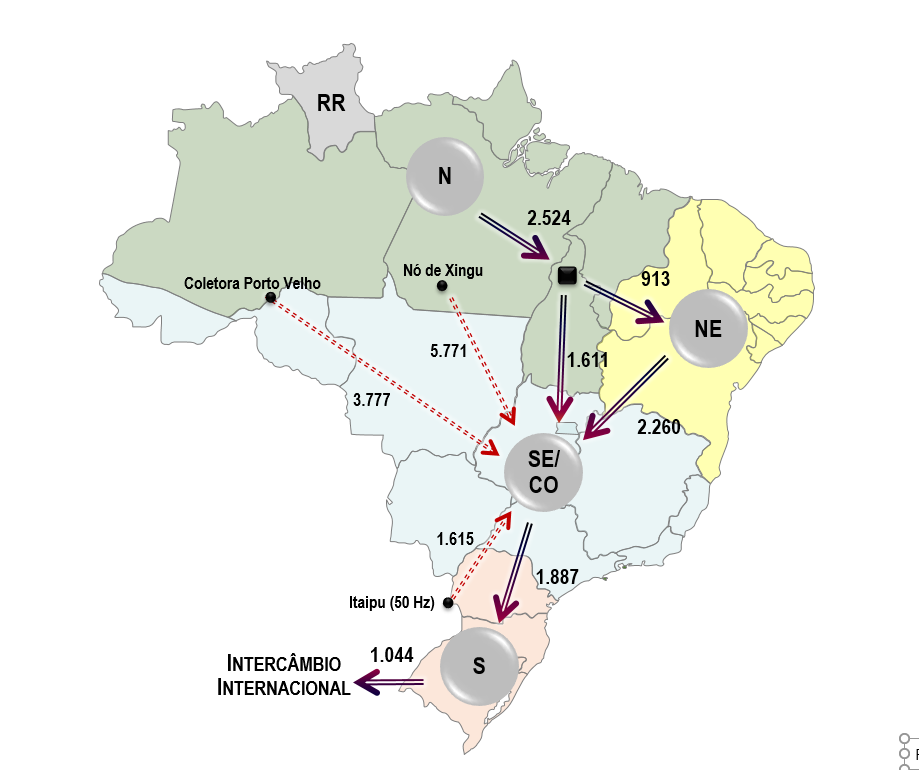 RR
N
2.524
Nó de Xingu
Coletora Porto Velho
913
NE
5.771
1.611
3.777
2.260
SE/
CO
1.615
1.887
Itaipu (50 Hz)
1.044
S
INTERCÂMBIO
INTERNACIONAL